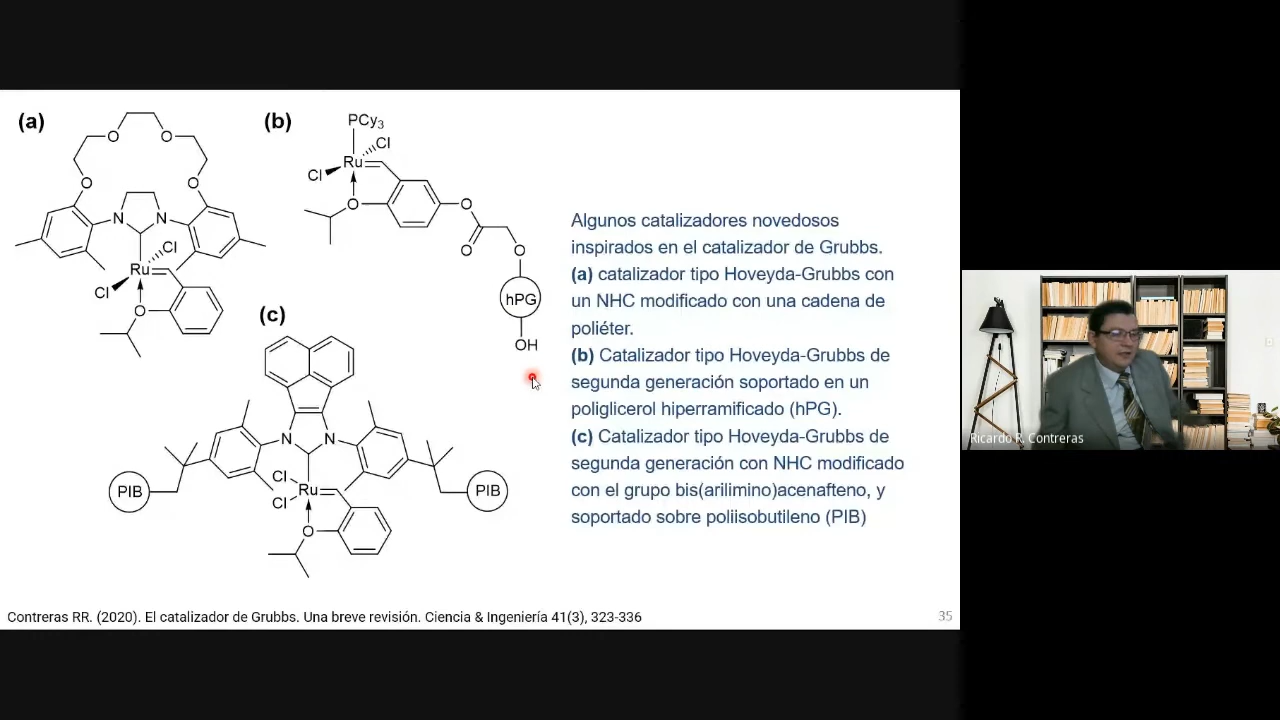 (a)
O
O
O
O
N
N
Cl
Ru
Cl
O
(b)
PCy3
Cl
Ru
Cl
O
O
O
O
hPG
OH
(c)
N
N
Cl
Ru
Cl
PIB
PIB
O
Algunos catalizadores novedosos
inspirados en el catalizador de Grubbs.
(a) catalizador tipo Hoveyda-Grubbs con
un NHC modificado con una cadena de
poliéter.
(b) Catalizador tipo Hoveyda-Grubbs de
segunda generación soportado en un
poliglicerol hiperramificado (hPG).
(c) Catalizador tipo Hoveyda-Grubbs de
segunda generación con NHC modificado
con el grupo bis(arilimino)acenafteno, y
soportado sobre poliisobutileno (PIB)
Contreras RR. (2020). El catalizador de Grubbs. Una breve revisión. Ciencia & Ingeniería 41(3), 323-336
35
Ricardo R. Contreras